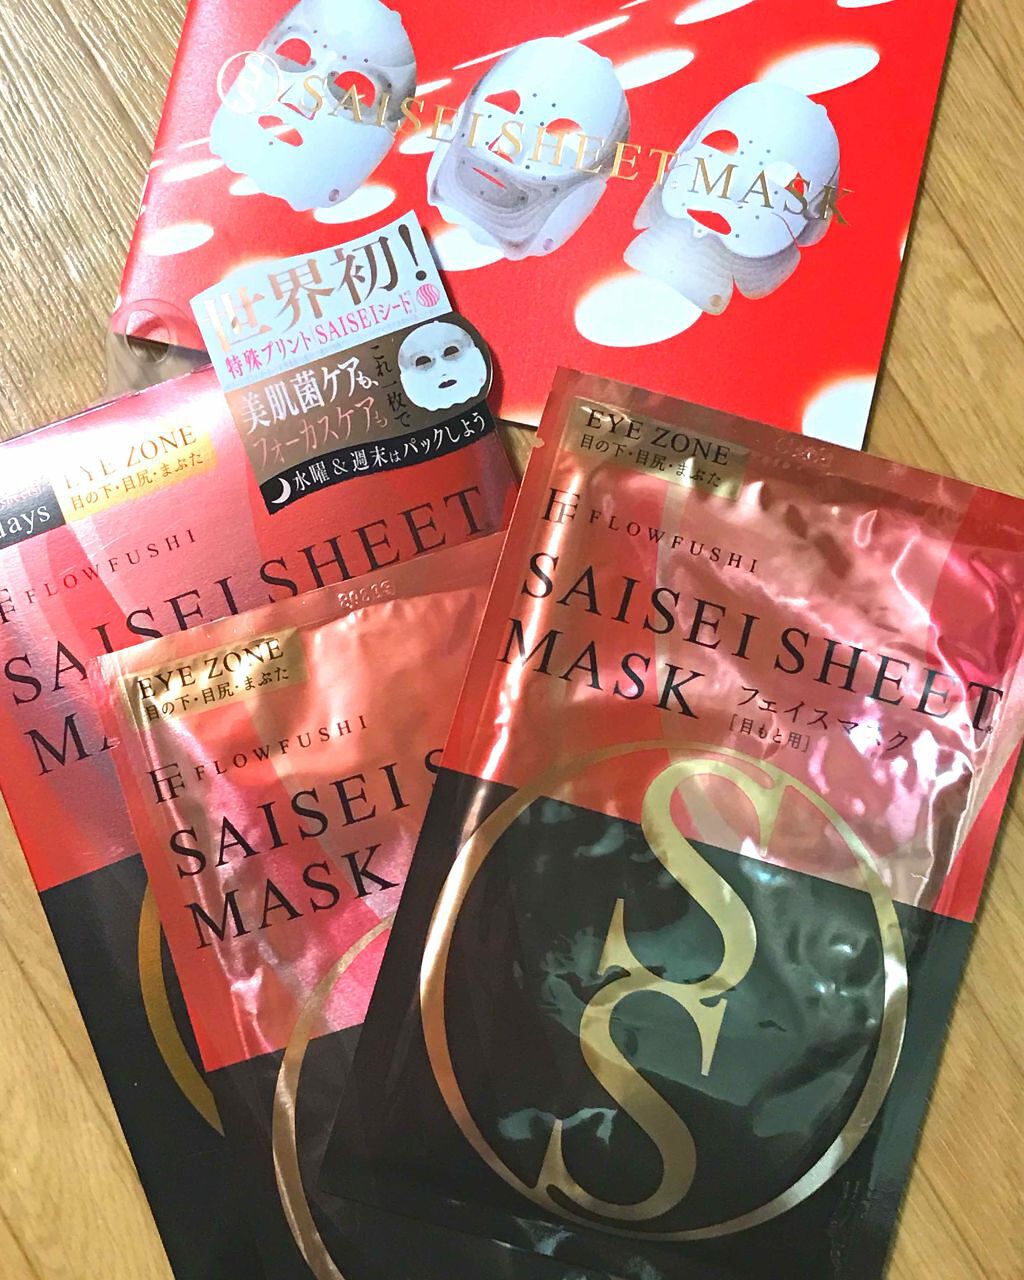 SAISEI SHEET MASK
世界初!
特殊プリント「SAISEIシード」
美肌菌ケアも、
フォーカスケアも
これ一枚で
水曜&週末はパックしよう
days
EYE ZONE
目の下・目尻・まぶた
FLOWFUSHI
SAISEI SHEET
EYE ZONE
目の下・目尻・まぶた
FLOWFUSHI
SAISEI
MASK
EYE ZONE
目の下・目尻・まぶた
FLOWFUSHI
SAISEI SHEET
MASK
フェイスマスク
[目もと用]
SS